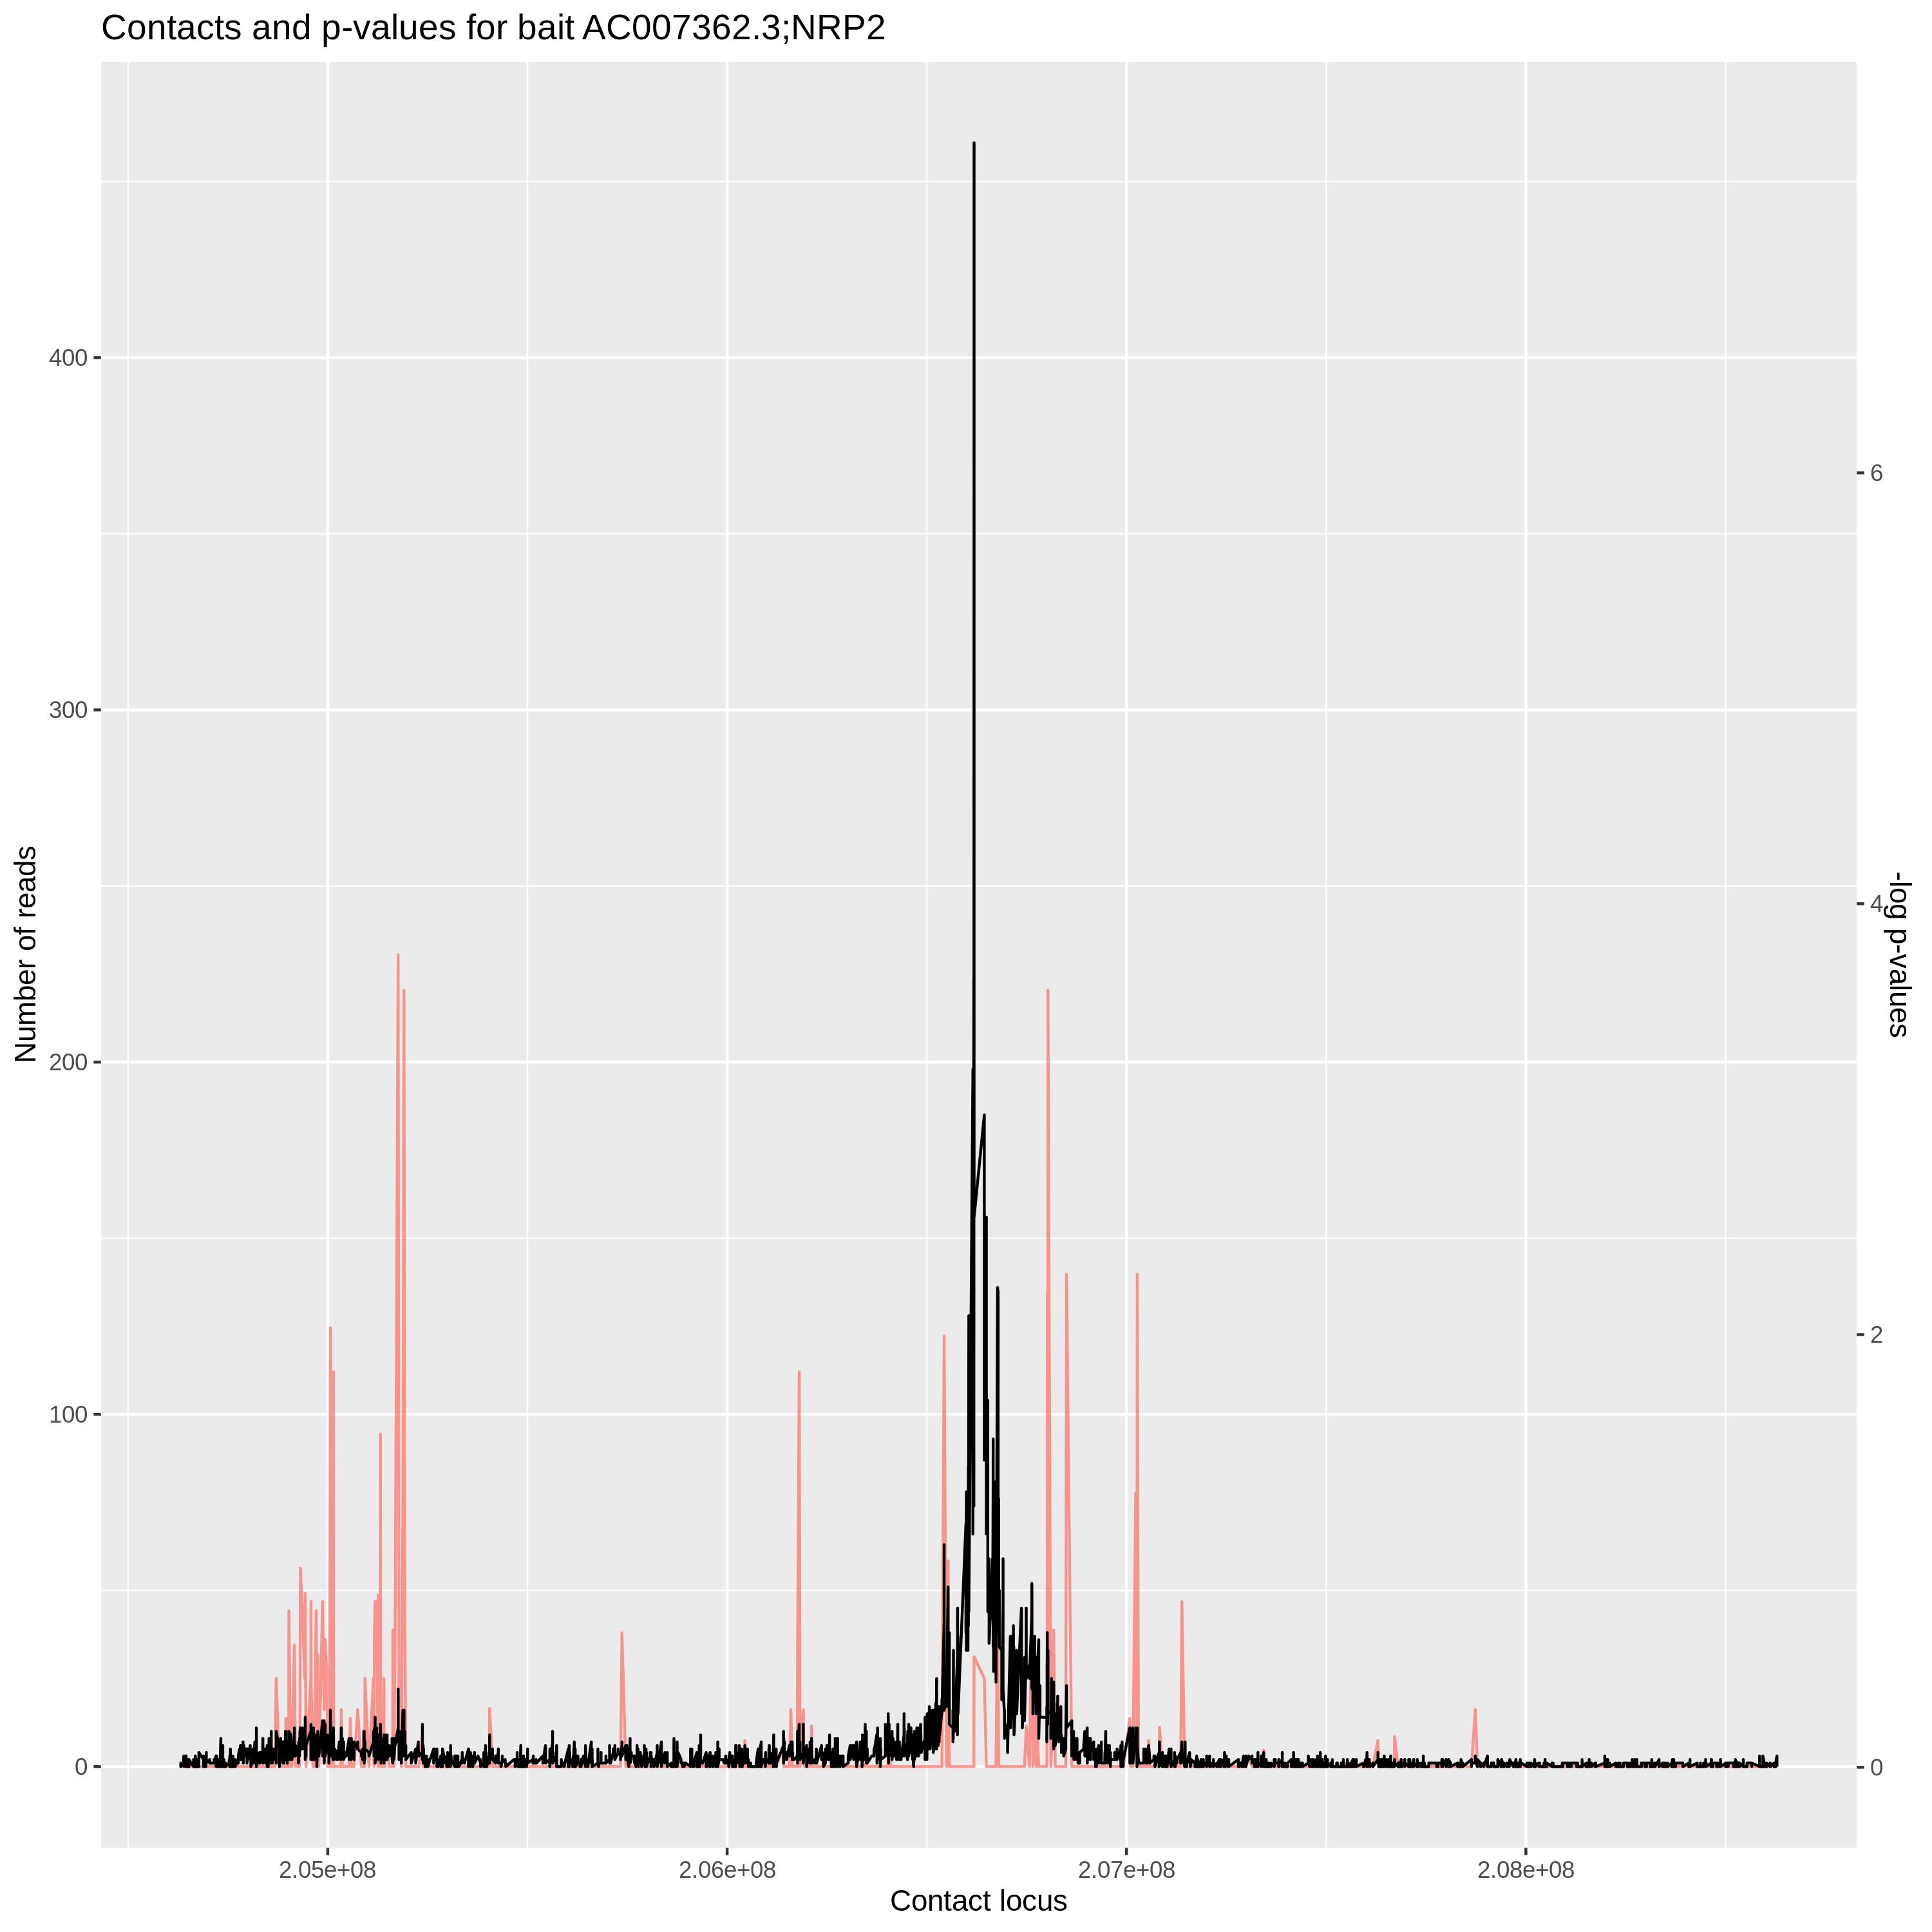 Contacts and p-values for bait AC007362.3;NRP2
400
300
200
100
0
Number of reads
6
4
2
0
-log p-values
2.05e+08 2.06e+08 2.07e+08 2.08e+08
Contact locus